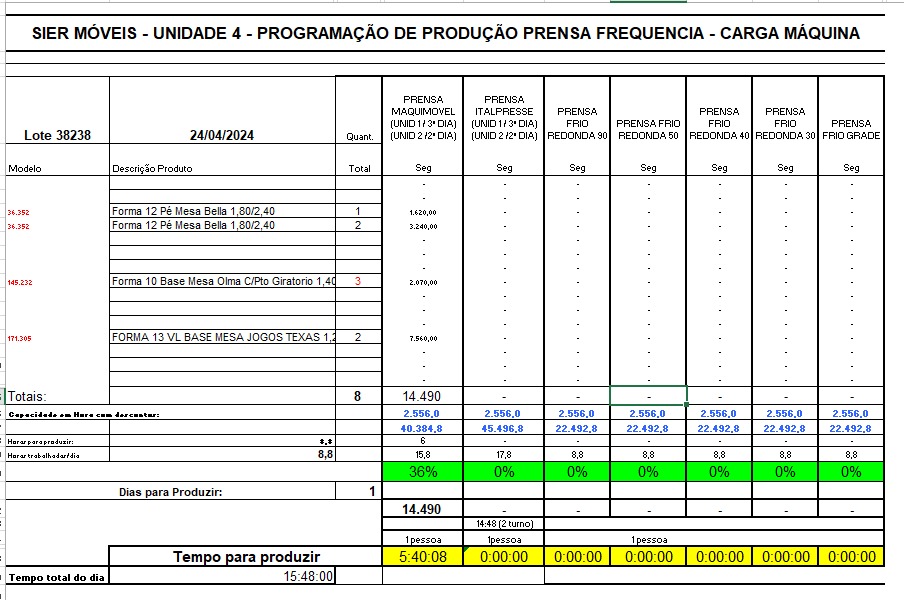 SIER MÓVEIS - UNIDADE 4 - PROGRAMAÇÃO DE PRODUÇÃO PRENSA FREQUENCIA - CARGA MÁQUINA
Lote 38238 24/04/2024 Quant. PRENSA MAQUIMOVEL (UNID 1 / 3ª DIA) (UNID 2 /2ª DIA) PRENSA ITALPRESSE (UNID 1 / 3ª DIA) (UNID 2 /2ª DIA) PRENSA FRIO REDONDA 90 PRENSA FRIO REDONDA 50 PRENSA FRIO REDONDA 40 PRENSA FRIO REDONDA 30 PRENSA FRIO GRADE
Modelo Descrição Produto Total Seg Seg Seg Seg Seg Seg Seg
- - - - - - -
- - - - - - -
36.352 Forma 12 Pé Mesa Bella 1,80/2,40 1 1.620,00 - - - - - -
36.352 Forma 12 Pé Mesa Bella 1,80/2,40 2 3.240,00 - - - - - -
- - - - - - -
- - - - - - -
- - - - - - -
145.232 Forma 10 Base Mesa Olma C/Pto Giratorio 1,40 3 2.070,00 - - - - - -
- - - - - - -
- - - - - - -
- - - - - - -
171.305 FORMA 13 VL BASE MESA JOGOS TEXAS 1,2 2 7.560,00 - - - - - -
- - - - - - -
- - - - - - -
- - - - - - -
Totais: 8 14.490 - - - - - -
Capacidade em Hora com descontos: 2.556,0 2.556,0 2.556,0 2.556,0 2.556,0 2.556,0 2.556,0
40.384,8 45.496,8 22.492,8 22.492,8 22.492,8 22.492,8 22.492,8
Horas para produzir: 8,8 6 - - - - - -
Horas trabalhadas/dia 8,8 15,8 17,8 8,8 8,8 8,8 8,8 8,8
36% 0% 0% 0% 0% 0% 0%
Dias para Produzir: 1
14.490 - - - - - -
14:48 (2 turno)
1 pessoa 1 pessoa 1 pessoa
Tempo para produzir 5:40:08 0:00:00 0:00:00 0:00:00 0:00:00 0:00:00 0:00:00
Tempo total do dia 15:48:00